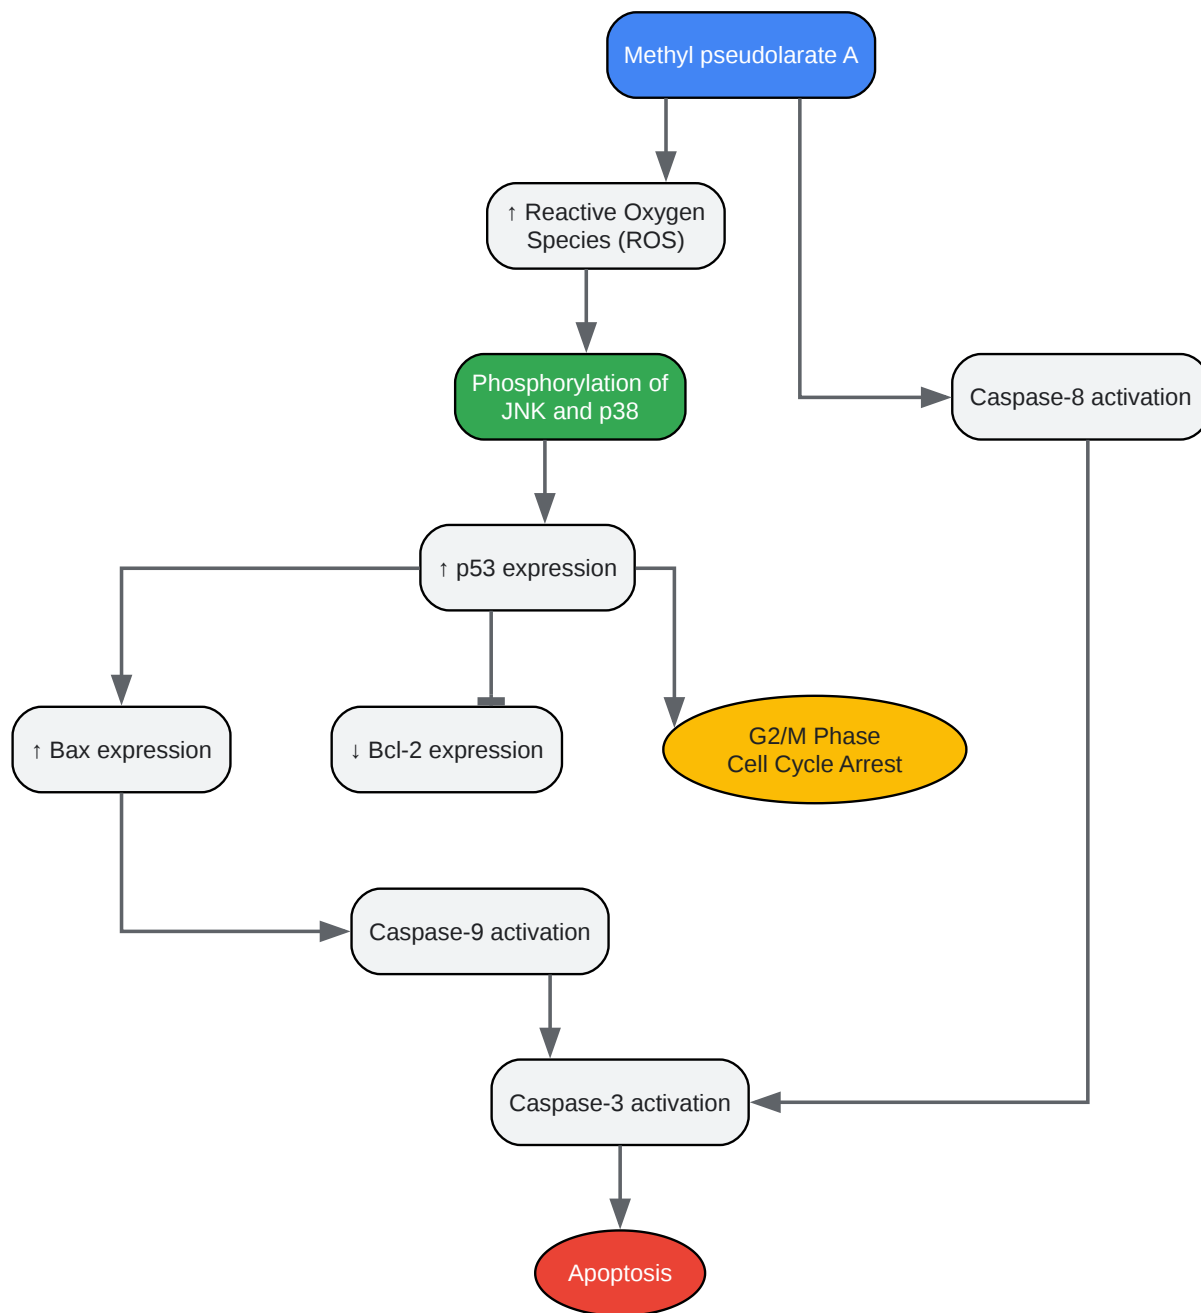 Methyl pseudolarate A
↑ Reactive Oxygen
Species (ROS)
Phosphorylation of
JNK and p38
Caspase-8 activation
↑ p53 expression
↑ Bax expression
↓ Bcl-2 expression
G2/M Phase
Cell Cycle Arrest
Caspase-9 activation
Caspase-3 activation
Apoptosis